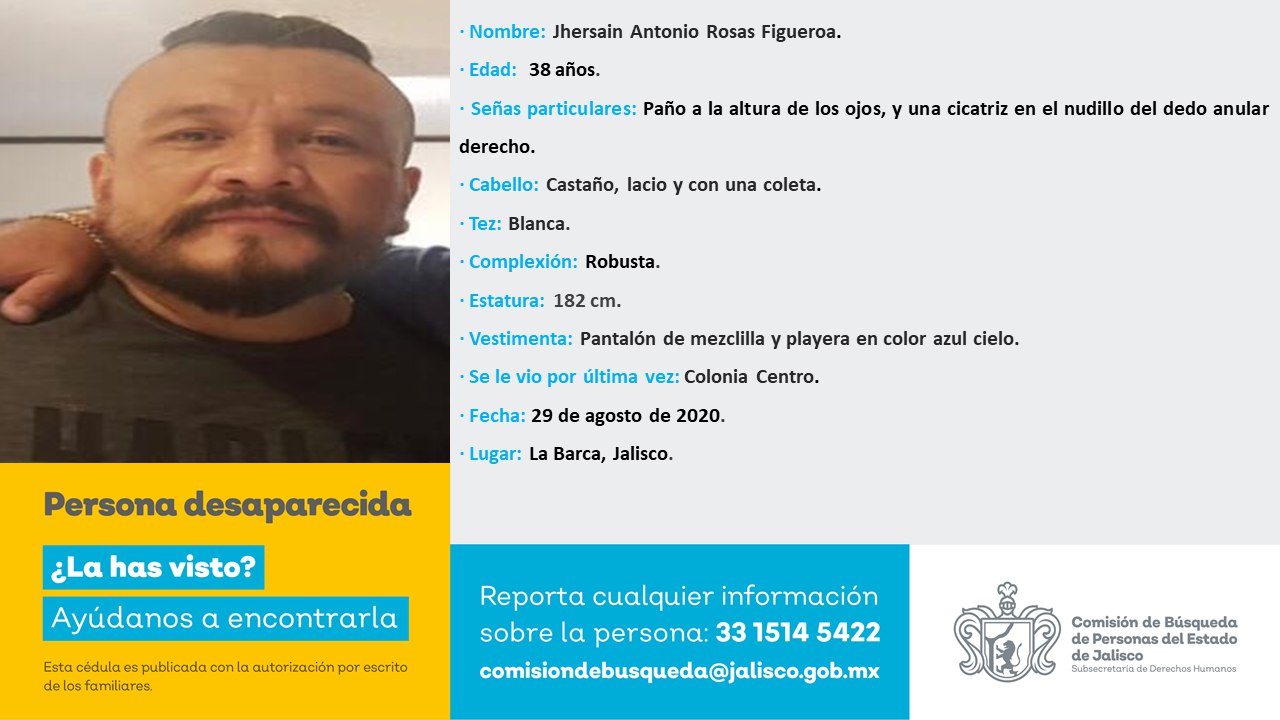 · Nombre: Jhersain Antonio Rosas Figueroa.
· Edad: 38 años.
· Señas particulares: Paño a la altura de los ojos, y una cicatriz en el nudillo del dedo anular
derecho.
· Cabello: Castaño, lacio y con una coleta.
· Tez: Blanca.
· Complexión: Robusta.
· Estatura: 182 cm.
· Vestimenta: Pantalón de mezclilla y playera en color azul cielo.
· Se le vio por última vez: Colonia Centro.
· Fecha: 29 de agosto de 2020.
· Lugar: La Barca, Jalisco.
Persona desaparecida
¿La has visto?
Ayúdanos a encontrarla
Esta cédula es publicada con la autorización por escrito
de los familiares.
Reporta cualquier información
sobre la persona: 33 1514 5422
comisiondebusqueda@jalisco.gob.mx
Comisión de Búsqueda
de Personas del Estado
de Jalisco
Subsecretaría de Derechos Humanos